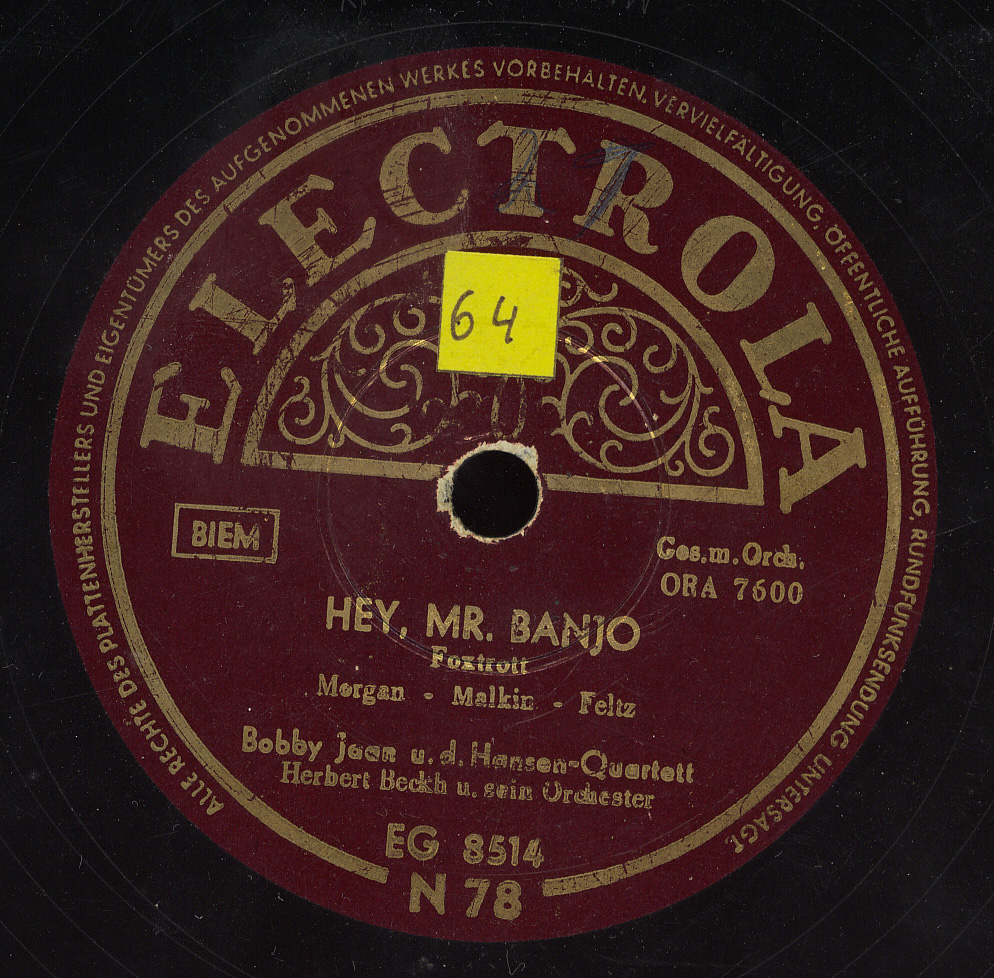 ALLE RECHTE DES PLATTENHERSTELLERS UND EIGENTÜMERS DES AUFGENOMMENEN WERKES VORBEHALTEN. VERVIELFÄLTIGUNG, ÖFFENTLICHE AUFFÜHRUNG, RUNDFUNKSENDUNG UNTERSAGT.
ELECTROLA
64
BIEM
Ges.m.Orch.
ORA 7600
HEY, MR. BANJO
Foxtrott
Morgan - Malkin - Feltz
Bobby Jaan u.d. Hansen-Quartett
Herbert Beckh u. sein Orchester
EG 8514
N 78